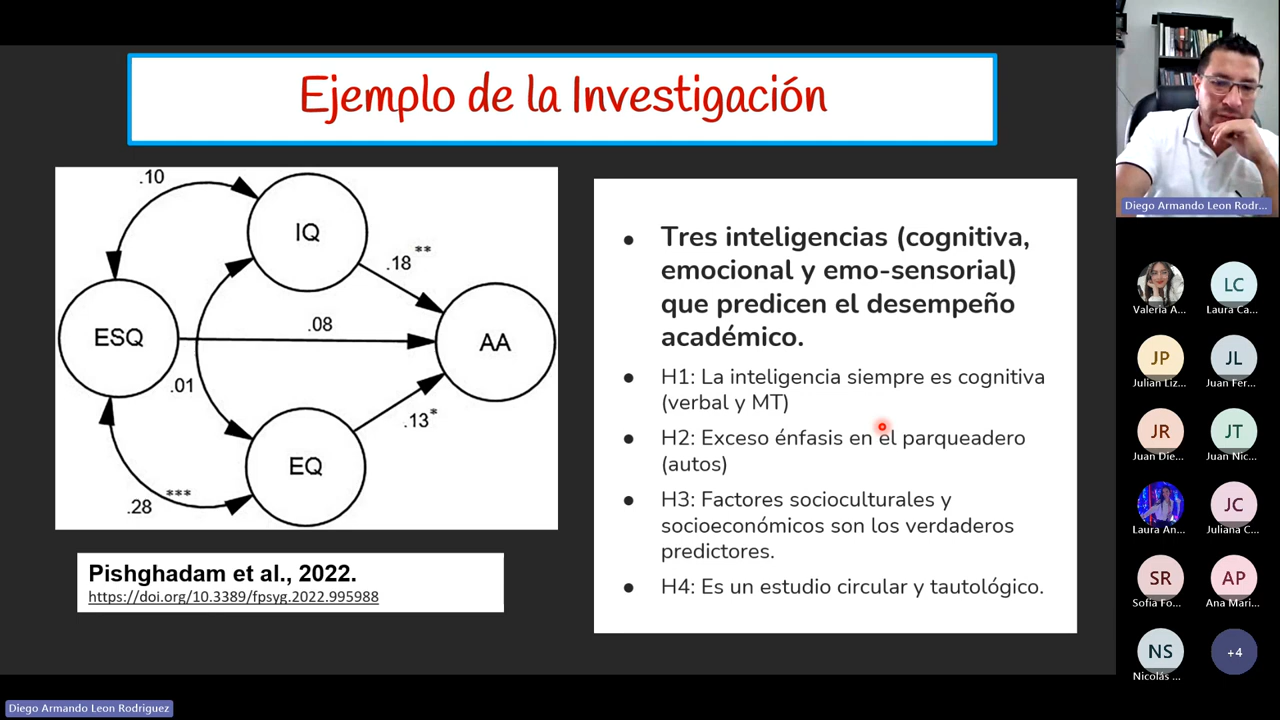 Ejemplo de la Investigación
.10
IQ
.18**
ESQ
.08
AA
.01
.13*
EQ
.28***
Pishghadam et al., 2022.
https://doi.org/10.3389/fpsyg.2022.995988
● Tres inteligencias (cognitiva,
emocional y emo-sensorial)
que predicen el desempeño
académico.
● H1: La inteligencia siempre es cognitiva
(verbal y MT)
● H2: Exceso énfasis en el parqueadero
(autos)
● H3: Factores socioculturales y
socioeconómicos son los verdaderos
predictores.
● H4: Es un estudio circular y tautológico.
Diego Armando Leon Rodr...
Valeria A...
LC
Laura Ca...
JP
Julian Liz...
JL
Juan Fer...
JR
Juan Die...
JT
Juan Nic...
Laura An...
JC
Juliana C...
SR
Sofia Fo...
AP
Ana Mari...
NS
Nicolás ...
+4
Diego Armando Leon Rodriguez